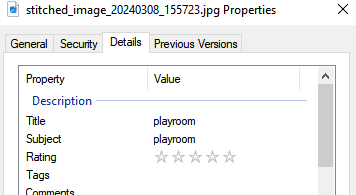 stitched_image_20240308_155723.jpg Properties
General Security Details Previous Versions
Property Value
Description
Title playroom
Subject playroom
Rating
Tags
Comments